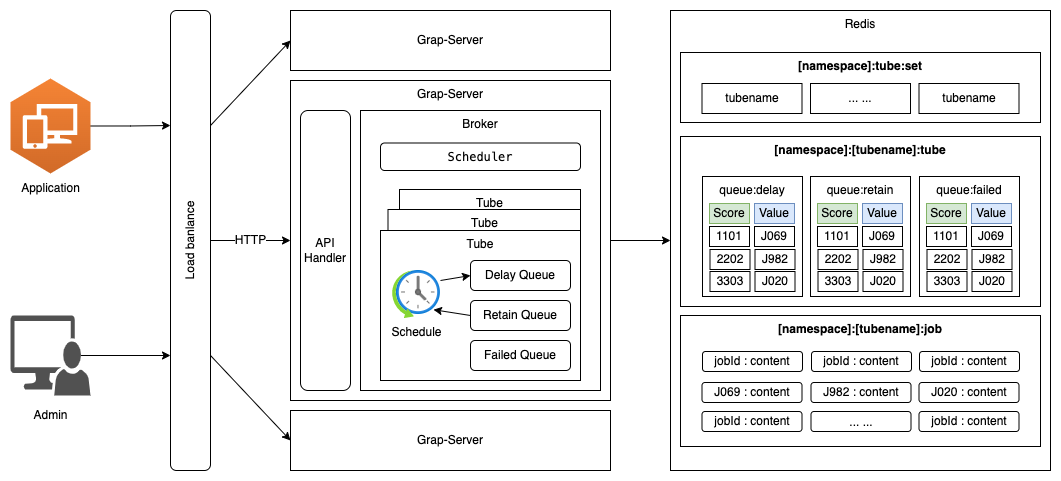 Application
Admin
Load banlance
HTTP
Grap-Server
Grap-Server
API
Handler
Broker
Scheduler
Tube
Tube
Tube
Schedule
Delay Queue
Retain Queue
Failed Queue
Grap-Server
Redis
[namespace]:tube:set
tubename
... ...
tubename
[namespace]:[tubename]:tube
queue:delay
Score Value
1101 J069
2202 J982
3303 J020
queue:retain
Score Value
1101 J069
2202 J982
3303 J020
queue:failed
Score Value
1101 J069
2202 J982
3303 J020
[namespace]:[tubename]:job
jobId : content
jobId : content
jobId : content
J069 : content
J982 : content
J020 : content
jobId : content
... ...
jobId : content